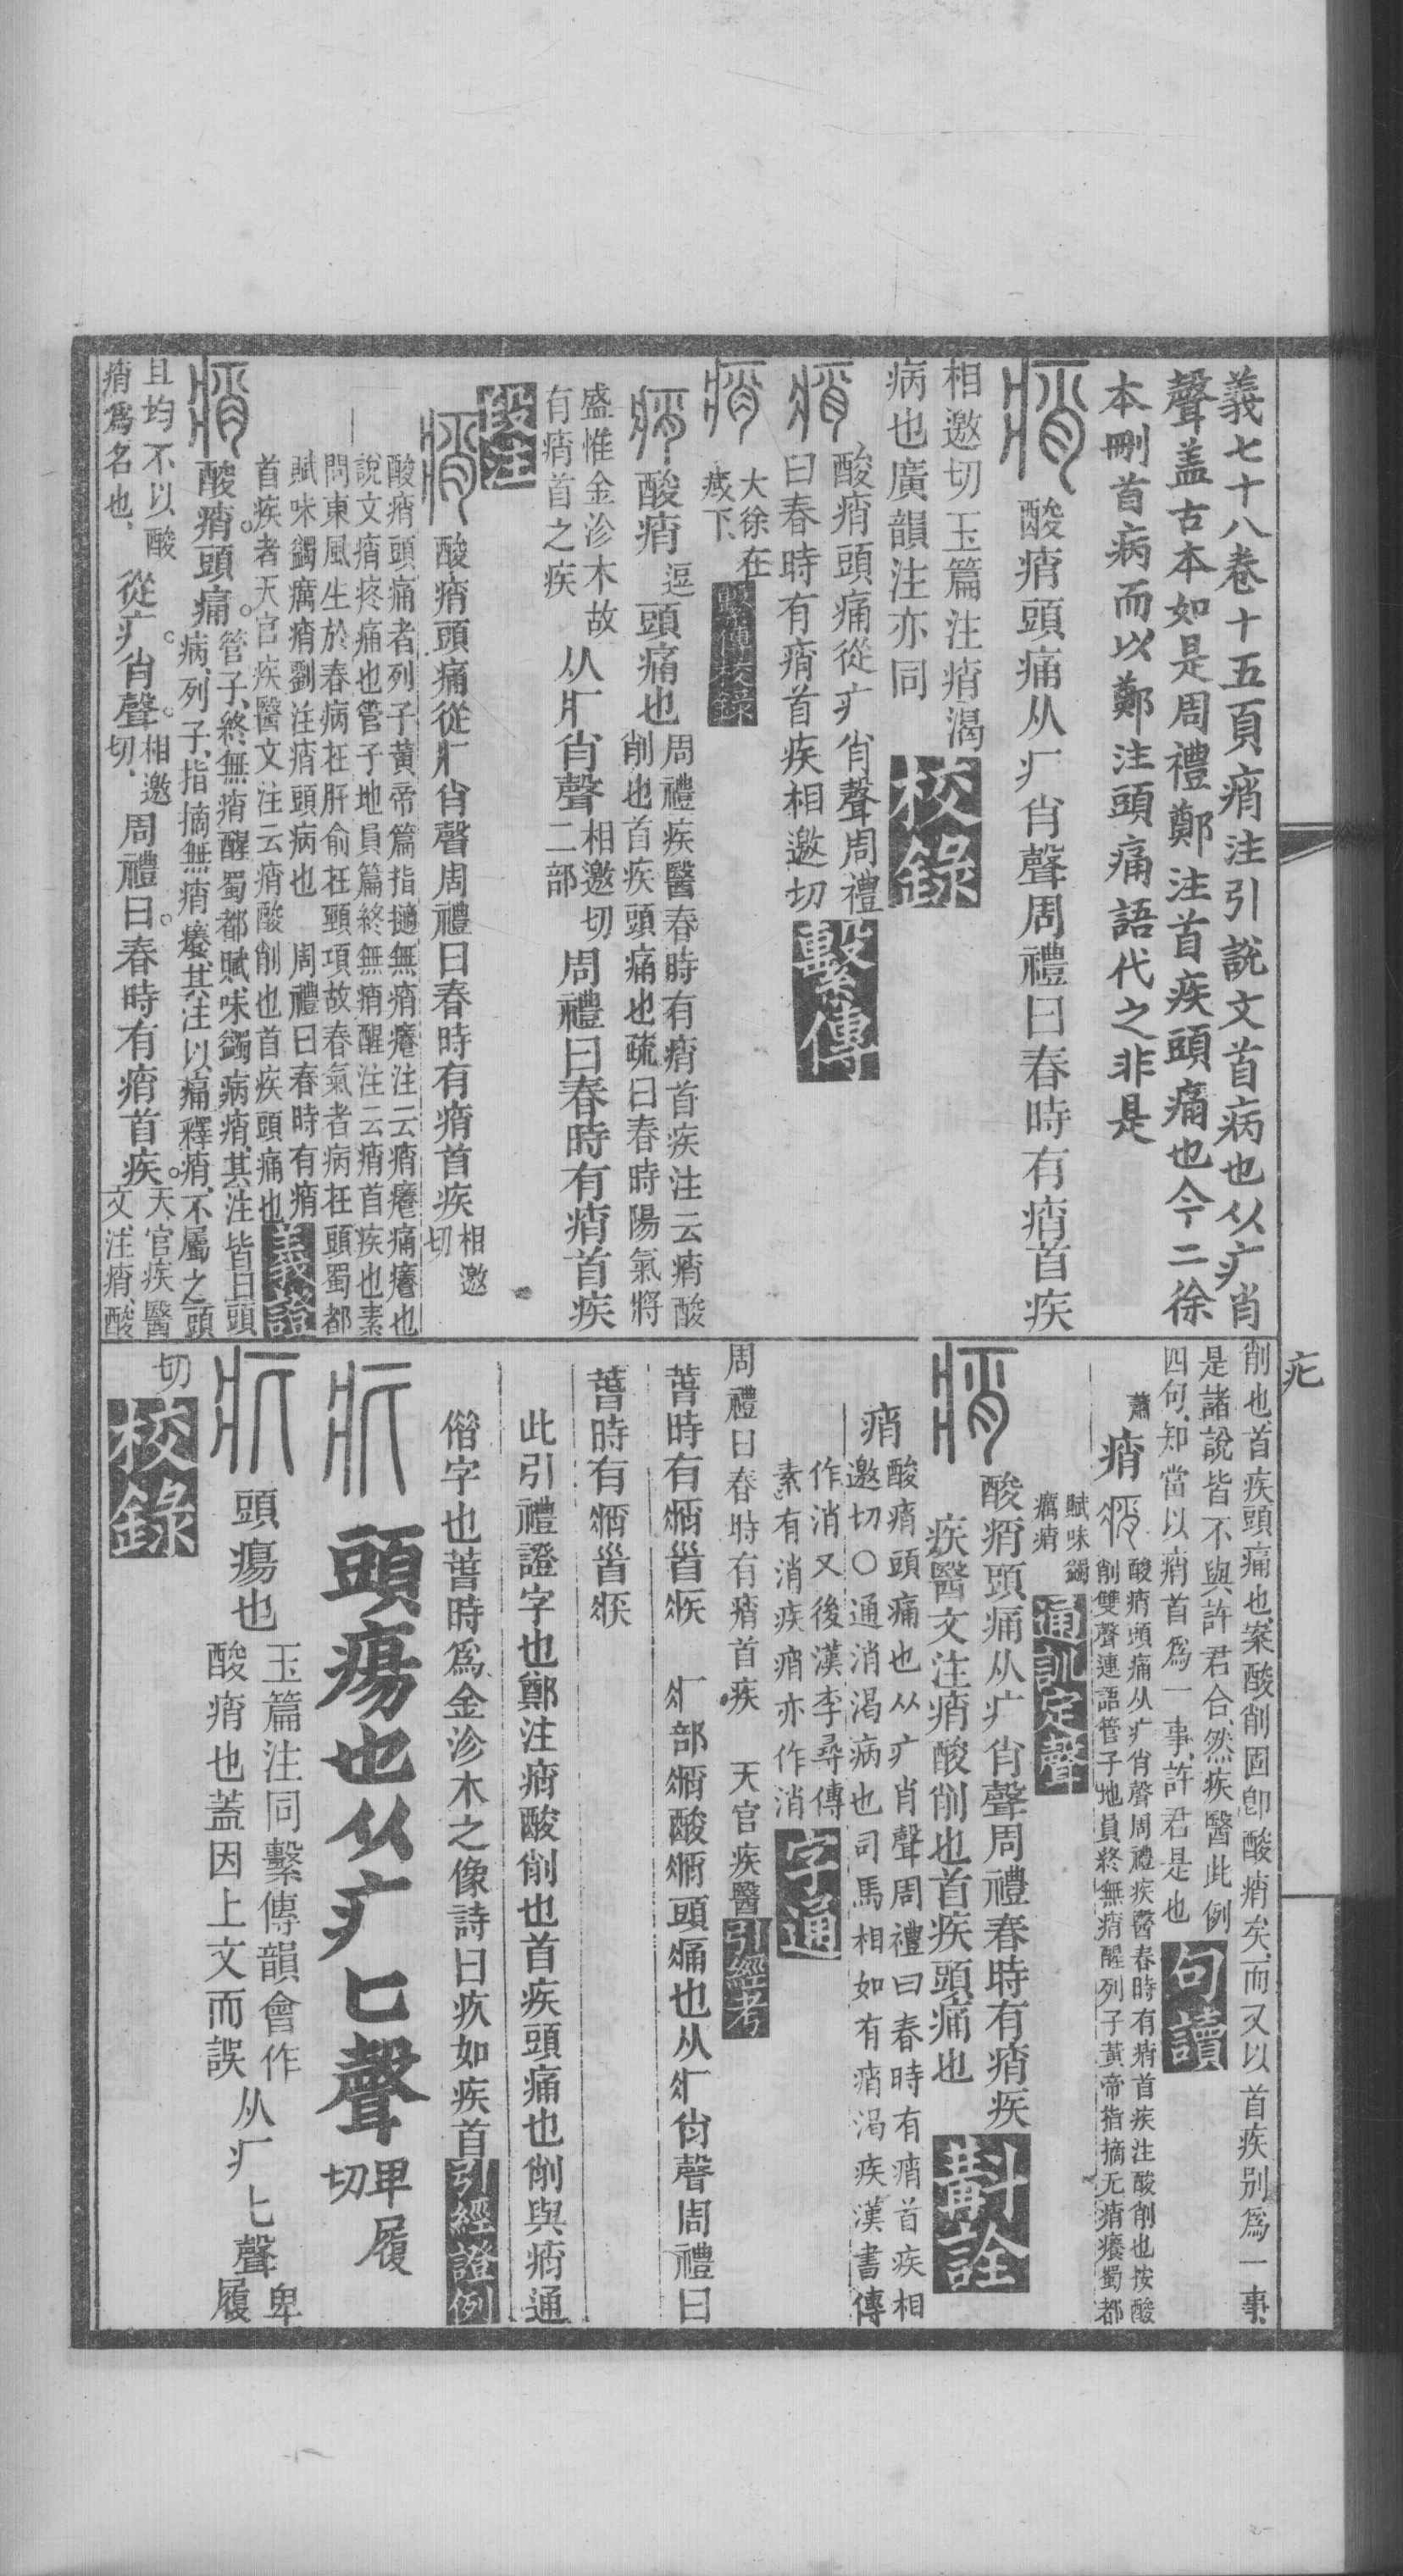 義七十八卷十五頁痟注引説文首病也从疒肖
聲盖古本如是周禮鄭注首疾頭痛也今二徐
本刪首病而以鄭注頭痛語代之非是
酸痟頭痛从疒肖聲周禮曰春時有痟首疾
相邀切玉篇注痟渴
病也廣韻注亦同
校錄
酸痟頭痛從疒肖聲周禮
曰春時有痟首疾相邀切
繫傳
大徐在
㾕下
繫傳校錄
酸痟
逗
頭痛也
周禮疾醫春時有痟首疾注云痟酸
削也首疾頭痛也疏曰春時陽氣將
盛惟金沴木故
有痟首之疾
从疒肖聲
相邀切
二部
周禮曰春時有痟首疾
段注
酸痟頭痛從疒肖聲周禮曰春時有痟首疾
相邀
切
酸痟頭痛者列子黃帝篇指擿無痟癢注云痟癢痛癢也
說文痟疼痛也管子地員篇終無痟酲注云痟首疾也素
問東風生於春病在肝俞在頸項故春氣者病在頭蜀都
賦味蠲癘痟劉注痟頭病也
周禮曰春時有痟
首疾者天官疾醫文注云痟酸削也首疾頭痛也
義證
酸痟頭痛。
管子、終無痟酲蜀都賦、味蠲病痟、其注皆曰頭
病、列子、指摘無痟癢、其注以痛釋痟、不屬之頭
且均不以酸
痟爲名也、
從疒肖聲。
相邀
切、
周禮曰。春時有痟首疾。
天官疾醫
文、注痟、酸
疕
削也首疾頭痛也案酸削固卽酸痟矣、而又以首疾别爲一事、
是諸說皆不與許君合、然疾醫此例
四句、知當以痟首爲一事、許君是也
句讀
蕭
痟
酸痟頭痛从疒肖聲周禮疾醫春時有痟首疾注酸削也按酸
削雙聲連語管子地員終無痟酲列子黃帝指摘无痟癢蜀都
賦味蠲
癘痟
通訓定聲
酸痟頭痛从疒肖聲周禮春時有痟疾
疾醫文注痟酸削也首疾頭痛也
斠詮
痟
酸痟頭痛也从疒肖聲周禮曰春時有痟首疾相
邀切○通消渴病也司馬相如有痟渴疾漢書傳
作消又後漢李尋傳
素有消疾痟亦作消
字通
周禮曰春時有痟首疾
天官疾醫
引經考
萅時有痟首疾
疒部痟酸痟頭痛也从疒肖聲周禮曰
萅時有痟首疾
此引禮證字也鄭注痟酸削也首疾頭痛也削與痟通
偺字也萅時爲金沴木之像詩曰疢如疾首
引經證例
頭瘍也从疒匕聲
卑履
切
頭瘍也
玉篇注同繫傳韻會作
酸痟也蓋因上文而誤
从疒匕聲
卑
履
切
校錄